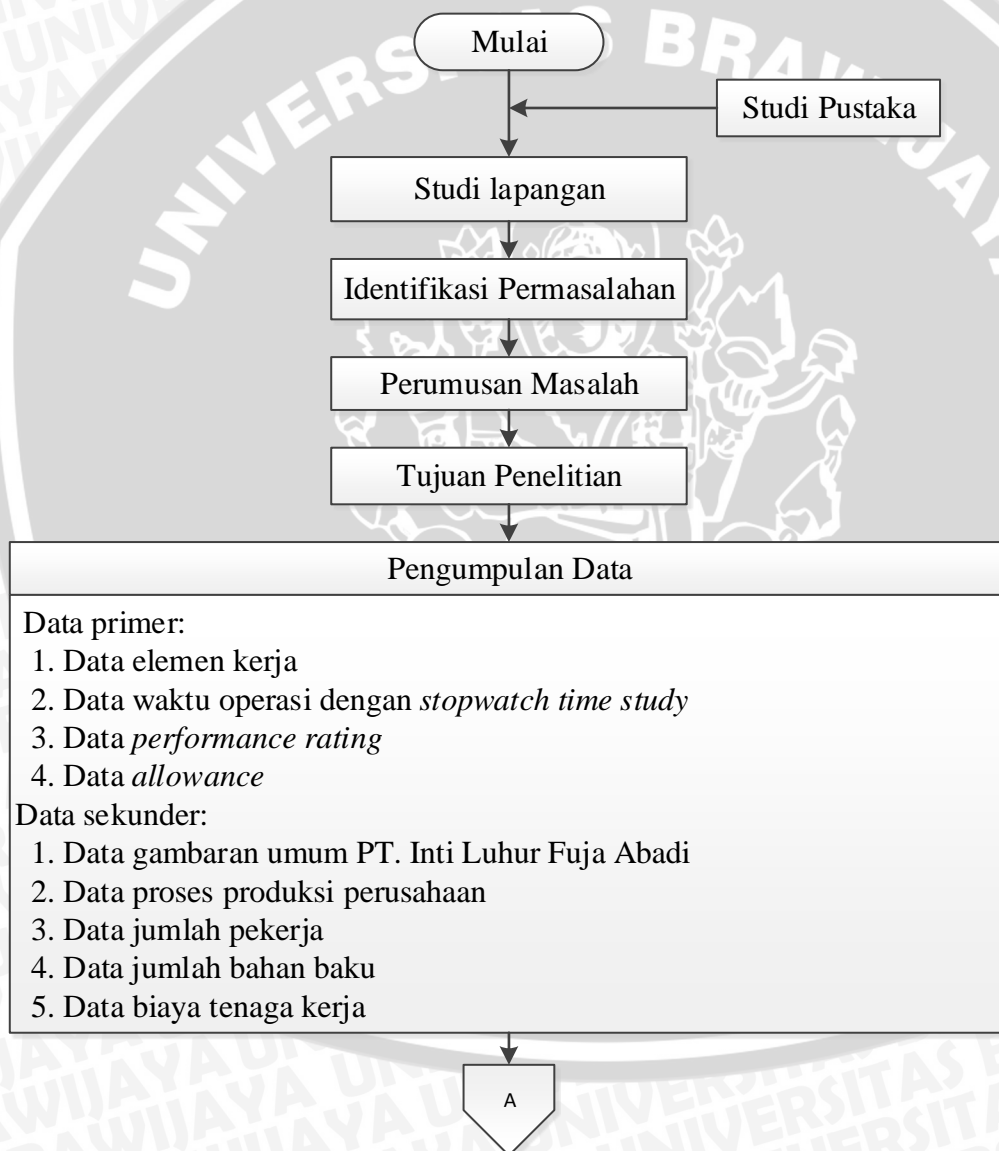 UNIVERSITAS BRAWIJAYA
Mulai
Studi Pustaka
Studi lapangan
Identifikasi Permasalahan
Perumusan Masalah
Tujuan Penelitian
Pengumpulan Data
Data primer:
1. Data elemen kerja
2. Data waktu operasi dengan stopwatch time study
3. Data performance rating
4. Data allowance
Data sekunder:
1. Data gambaran umum PT. Inti Luhur Fuja Abadi
2. Data proses produksi perusahaan
3. Data jumlah pekerja
4. Data jumlah bahan baku
5. Data biaya tenaga kerja
A